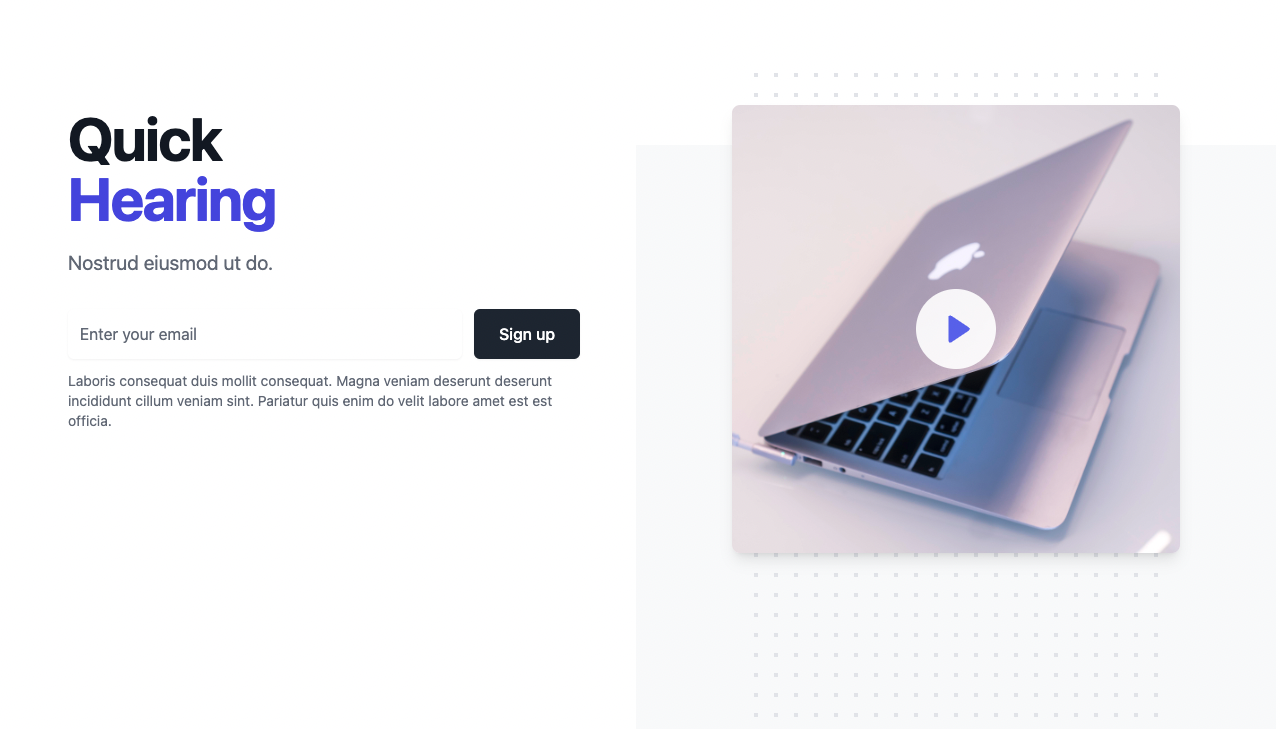 Quick
Hearing
Nostrud eiusmod ut do.
Enter your email
Sign up
Laboris consequat duis mollit consequat. Magna veniam deserunt deserunt
incididunt cillum veniam sint. Pariatur quis enim do velit labore amet est est
officia.